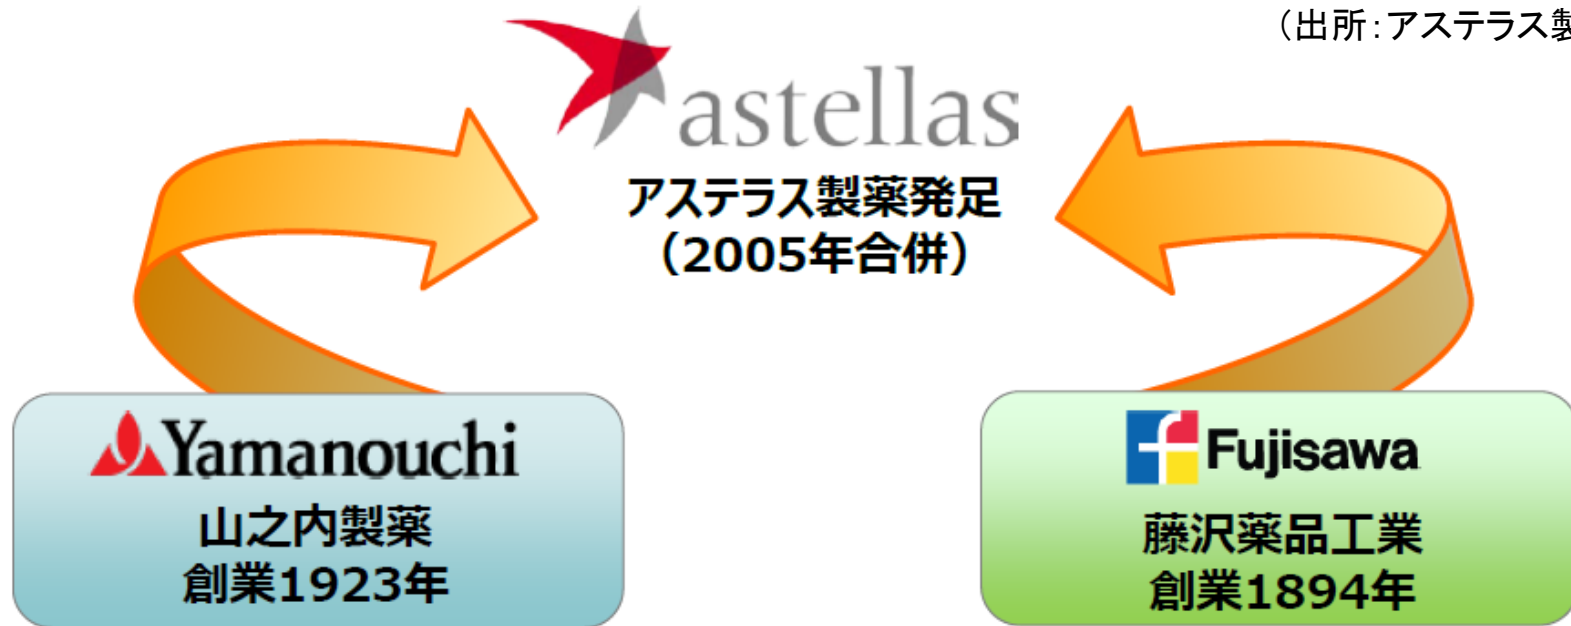 （出所：アステラス製
astellas
アステラス製薬発足
（2005年合併）
Yamanouchi
山之内製薬
創業1923年
Fujisawa
藤沢薬品工業
創業1894年